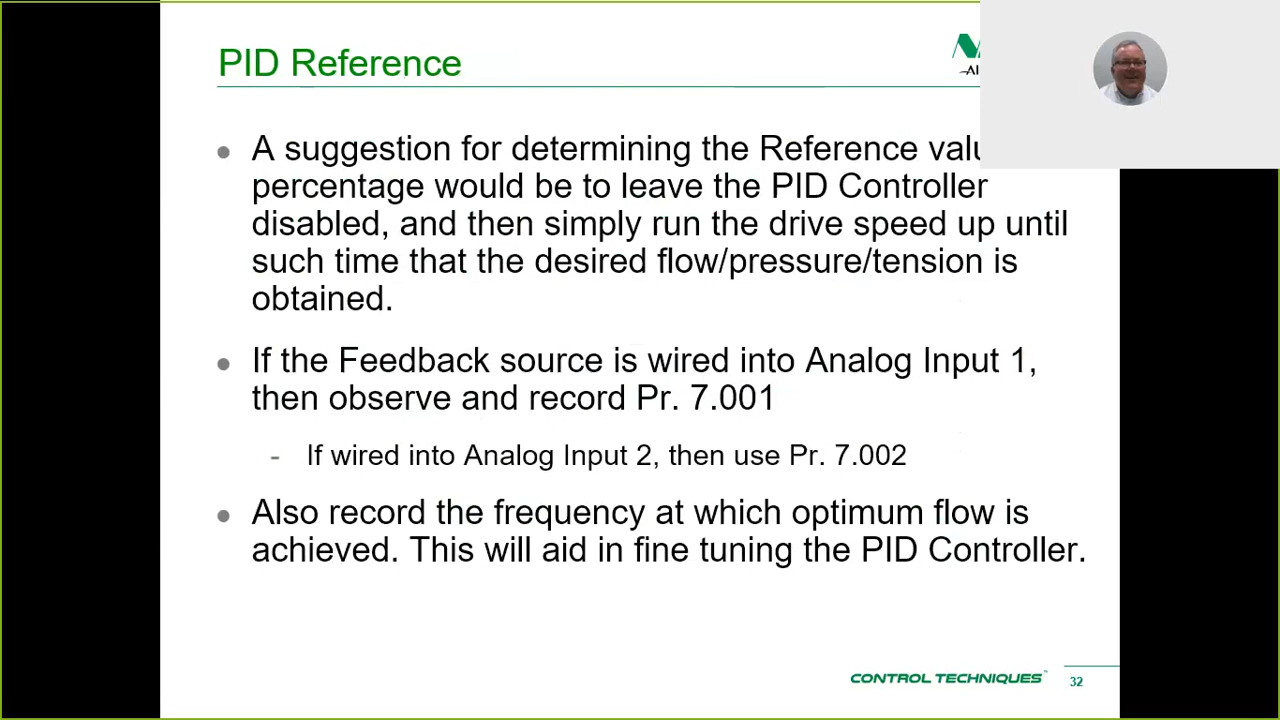 PID Reference
A suggestion for determining the Reference
percentage would be to leave the PID Controller
disabled, and then simply run the drive speed up until
such time that the desired flow/pressure/tension is
obtained.
If the Feedback source is wired into Analog Input 1,
then observe and record Pr. 7.001
- If wired into Analog Input 2, then use Pr. 7.002
Also record the frequency at which optimum flow is
achieved. This will aid in fine tuning the PID Controller.
CONTROL TECHNIQUES™
32